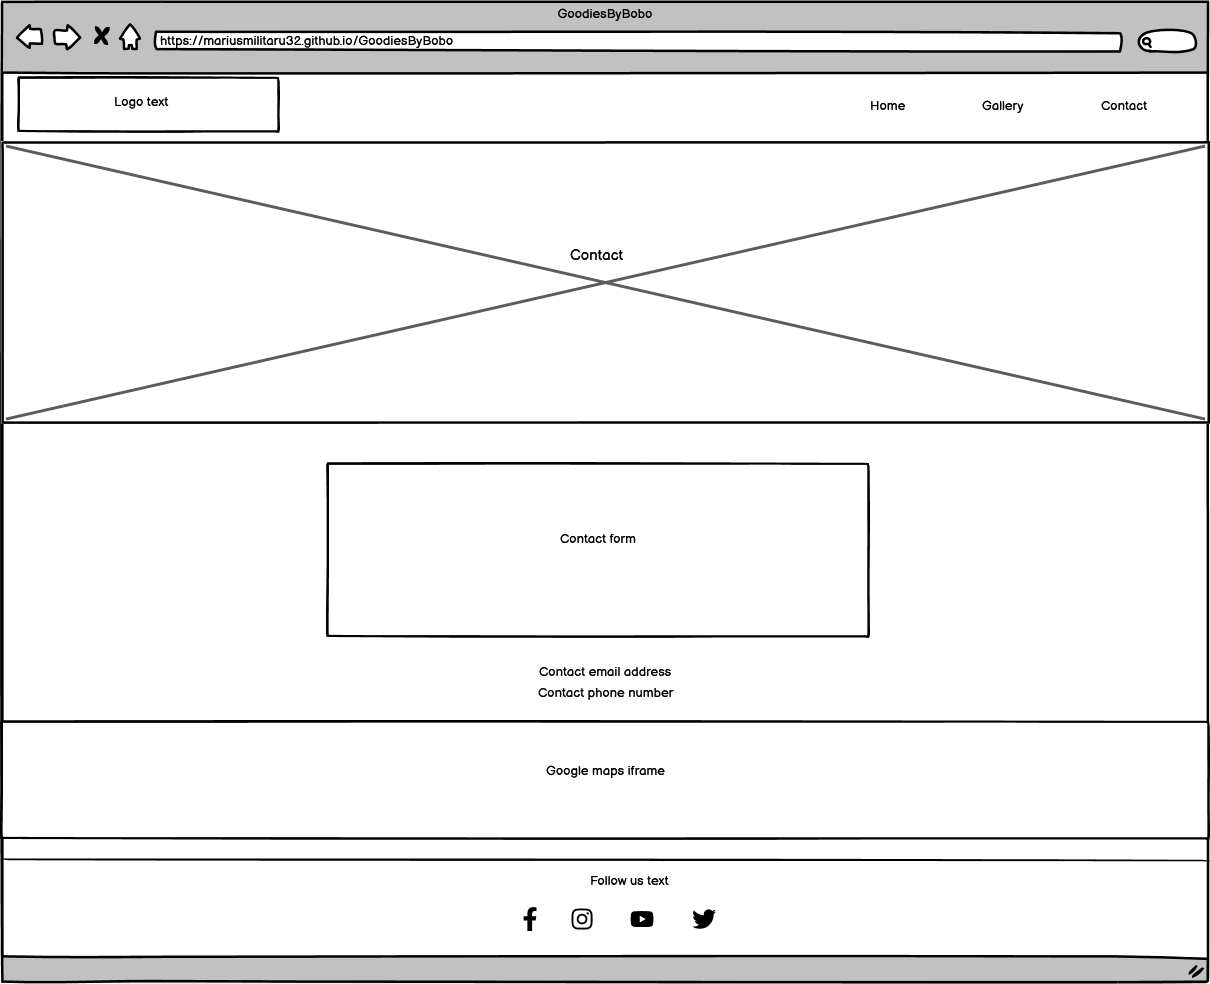 GoodiesByBobo
https://mariusmilitaru32.github.io/GoodiesByBobo
Logo text
Home
Gallery
Contact
Contact
Contact form
Contact email address
Contact phone number
Google maps iframe
Follow us text